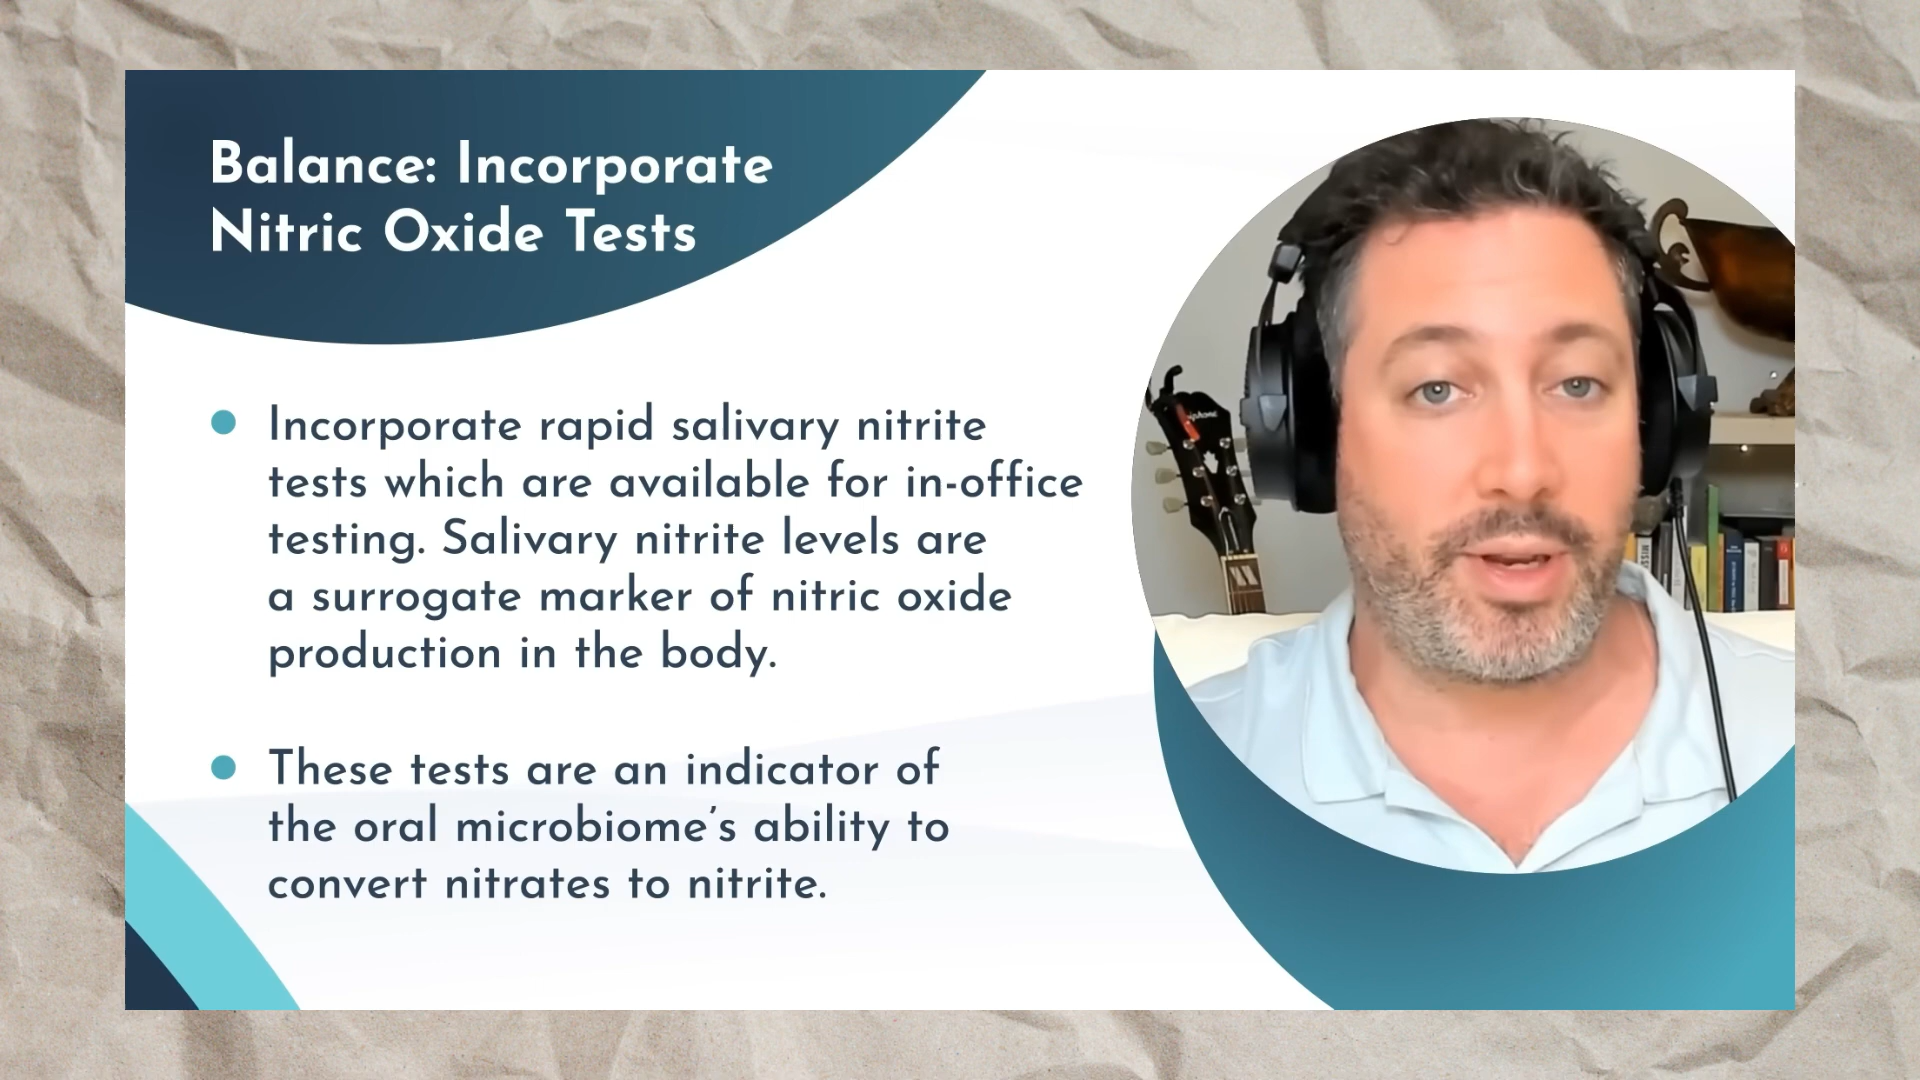 Balance: Incorporate
Nitric Oxide Tests
Incorporate rapid salivary nitrite
tests which are available for in-office
testing. Salivary nitrite levels are
a surrogate marker of nitric oxide
production in the body.
These tests are an indicator of
the oral microbiome’s ability to
convert nitrates to nitrite.